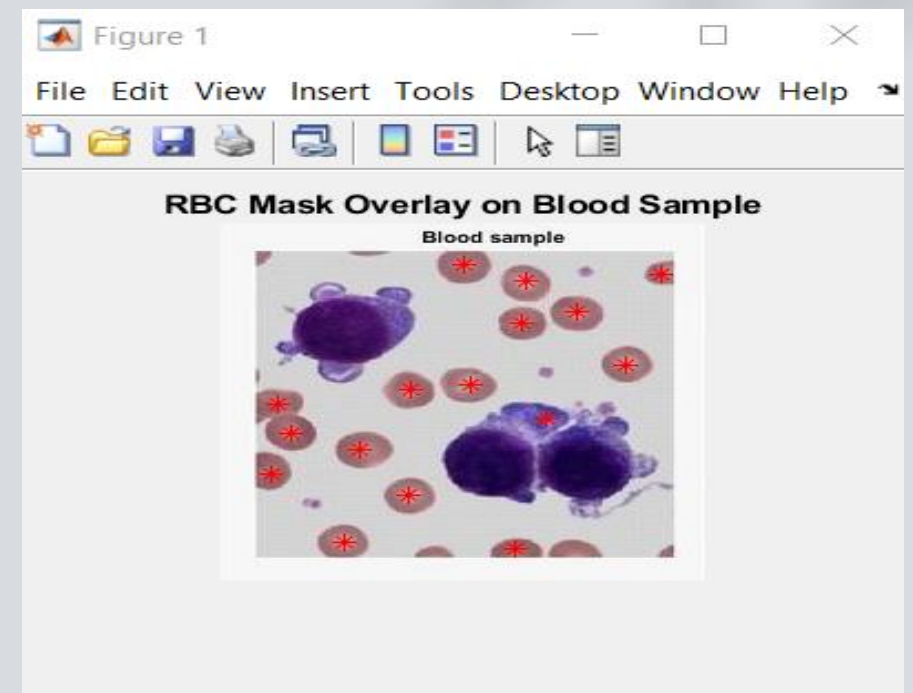 Figure 1
File Edit View Insert Tools Desktop Window Help
RBC Mask Overlay on Blood Sample
Blood sample